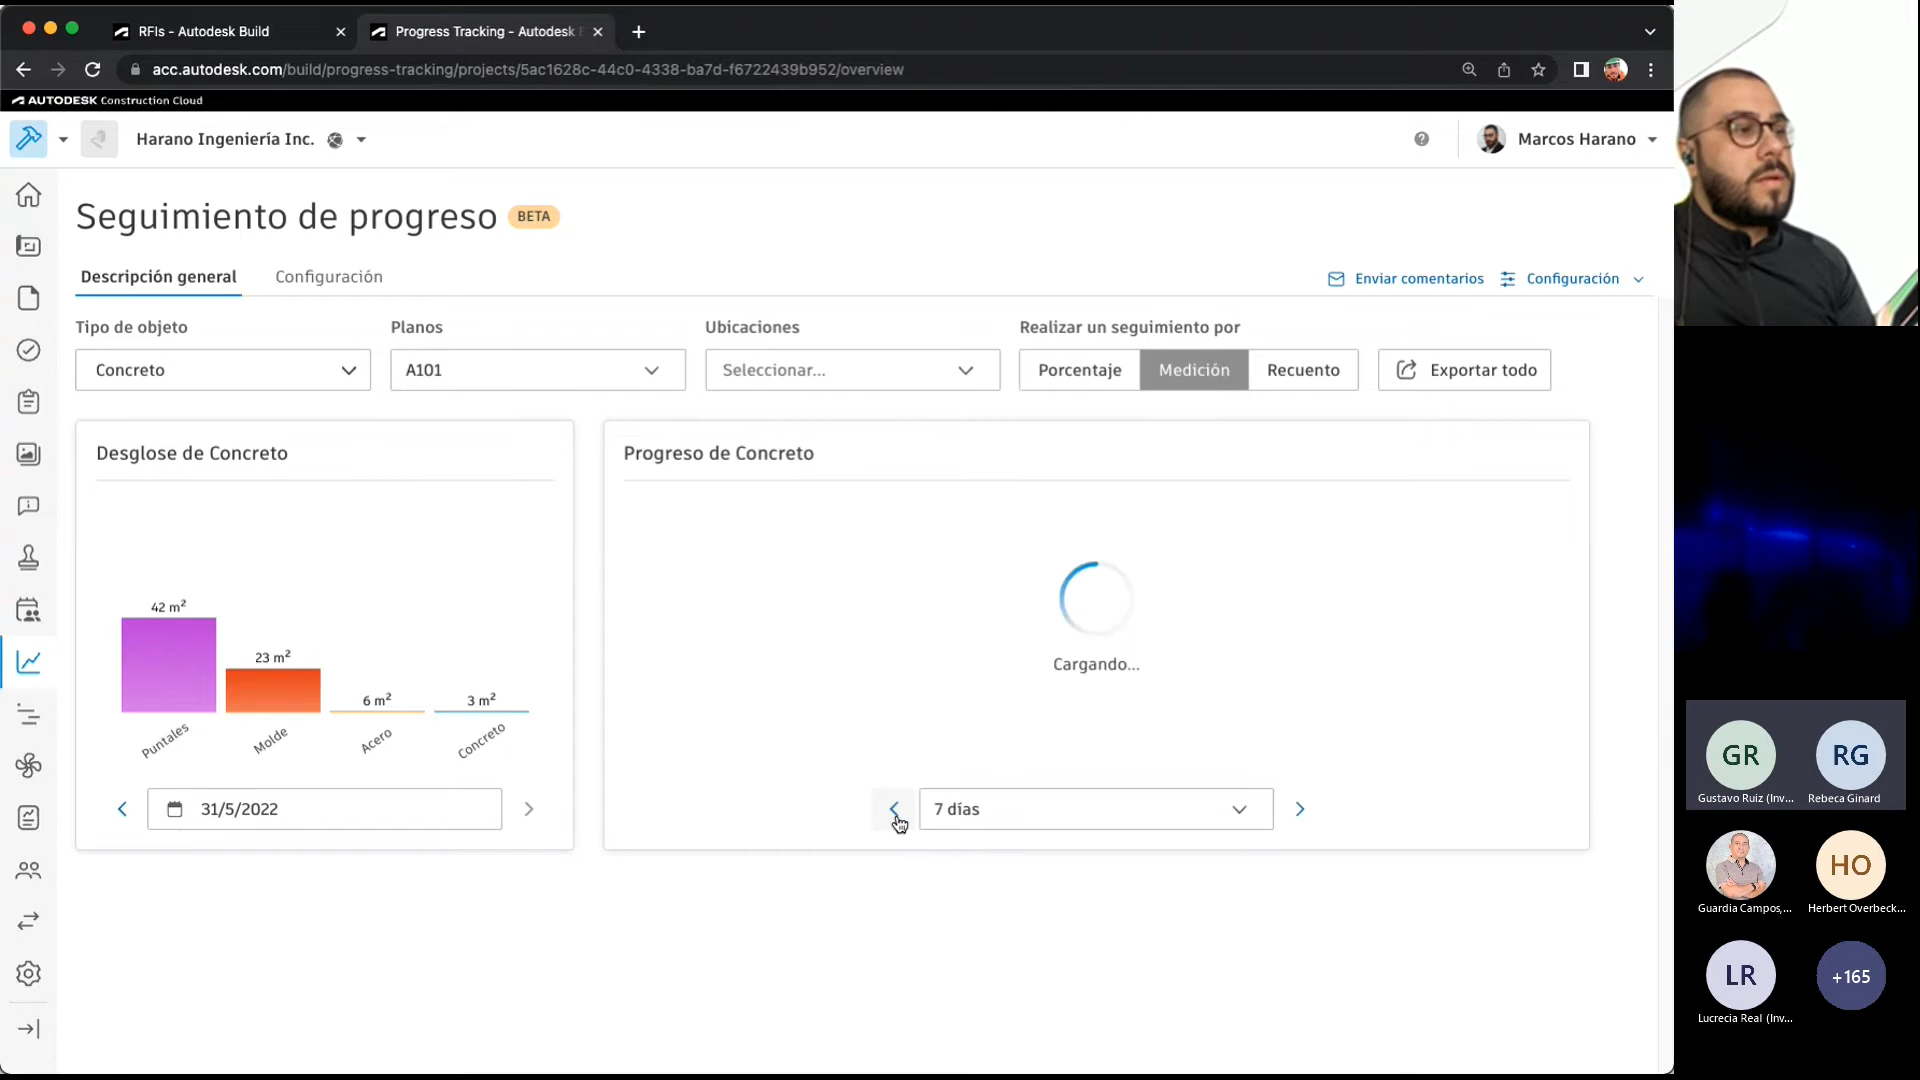 RFIs - Autodesk Build
Progress Tracking - Autodesk
acc.autodesk.com/build/progress-tracking/projects/5ac1628c-44c0-4338-ba7d-f6722439b952/overview
AUTODESK Construction Cloud
Harano Ingeniería Inc.
Marcos Harano
Seguimiento de progreso BETA
Descripción general
Configuración
Enviar comentarios
Configuración
Tipo de objeto
Planos
Ubicaciones
Realizar un seguimiento por
Concreto
A101
Seleccionar...
Porcentaje
Medición
Recuento
Exportar todo
Desglose de Concreto
42 m²
23 m²
6 m²
3 m²
Puntales
Molde
Acero
Concreto
31/5/2022
Progreso de Concreto
Cargando...
7 días
GR
Gustavo Ruiz (Inv...
RG
Rebeca Ginard
Guardia Campos,...
HO
Herbert Overbeck...
LR
Lucrecia Real (Inv...
+165